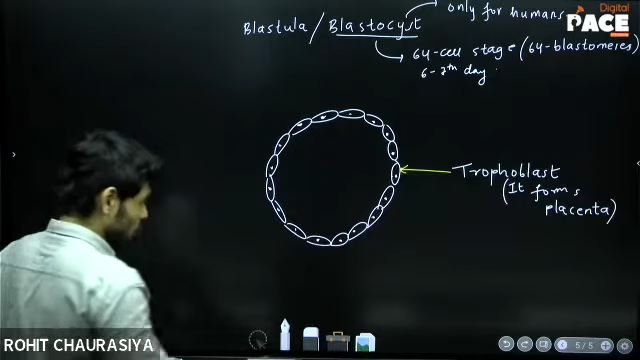 only for humans
Digital
PACE
Blastula / Blastocyst
64-cell stage (64-blastomeres)
6-7th day.
Trophoblast
(It forms
placenta)
ROHIT CHAURASIYA
5/5